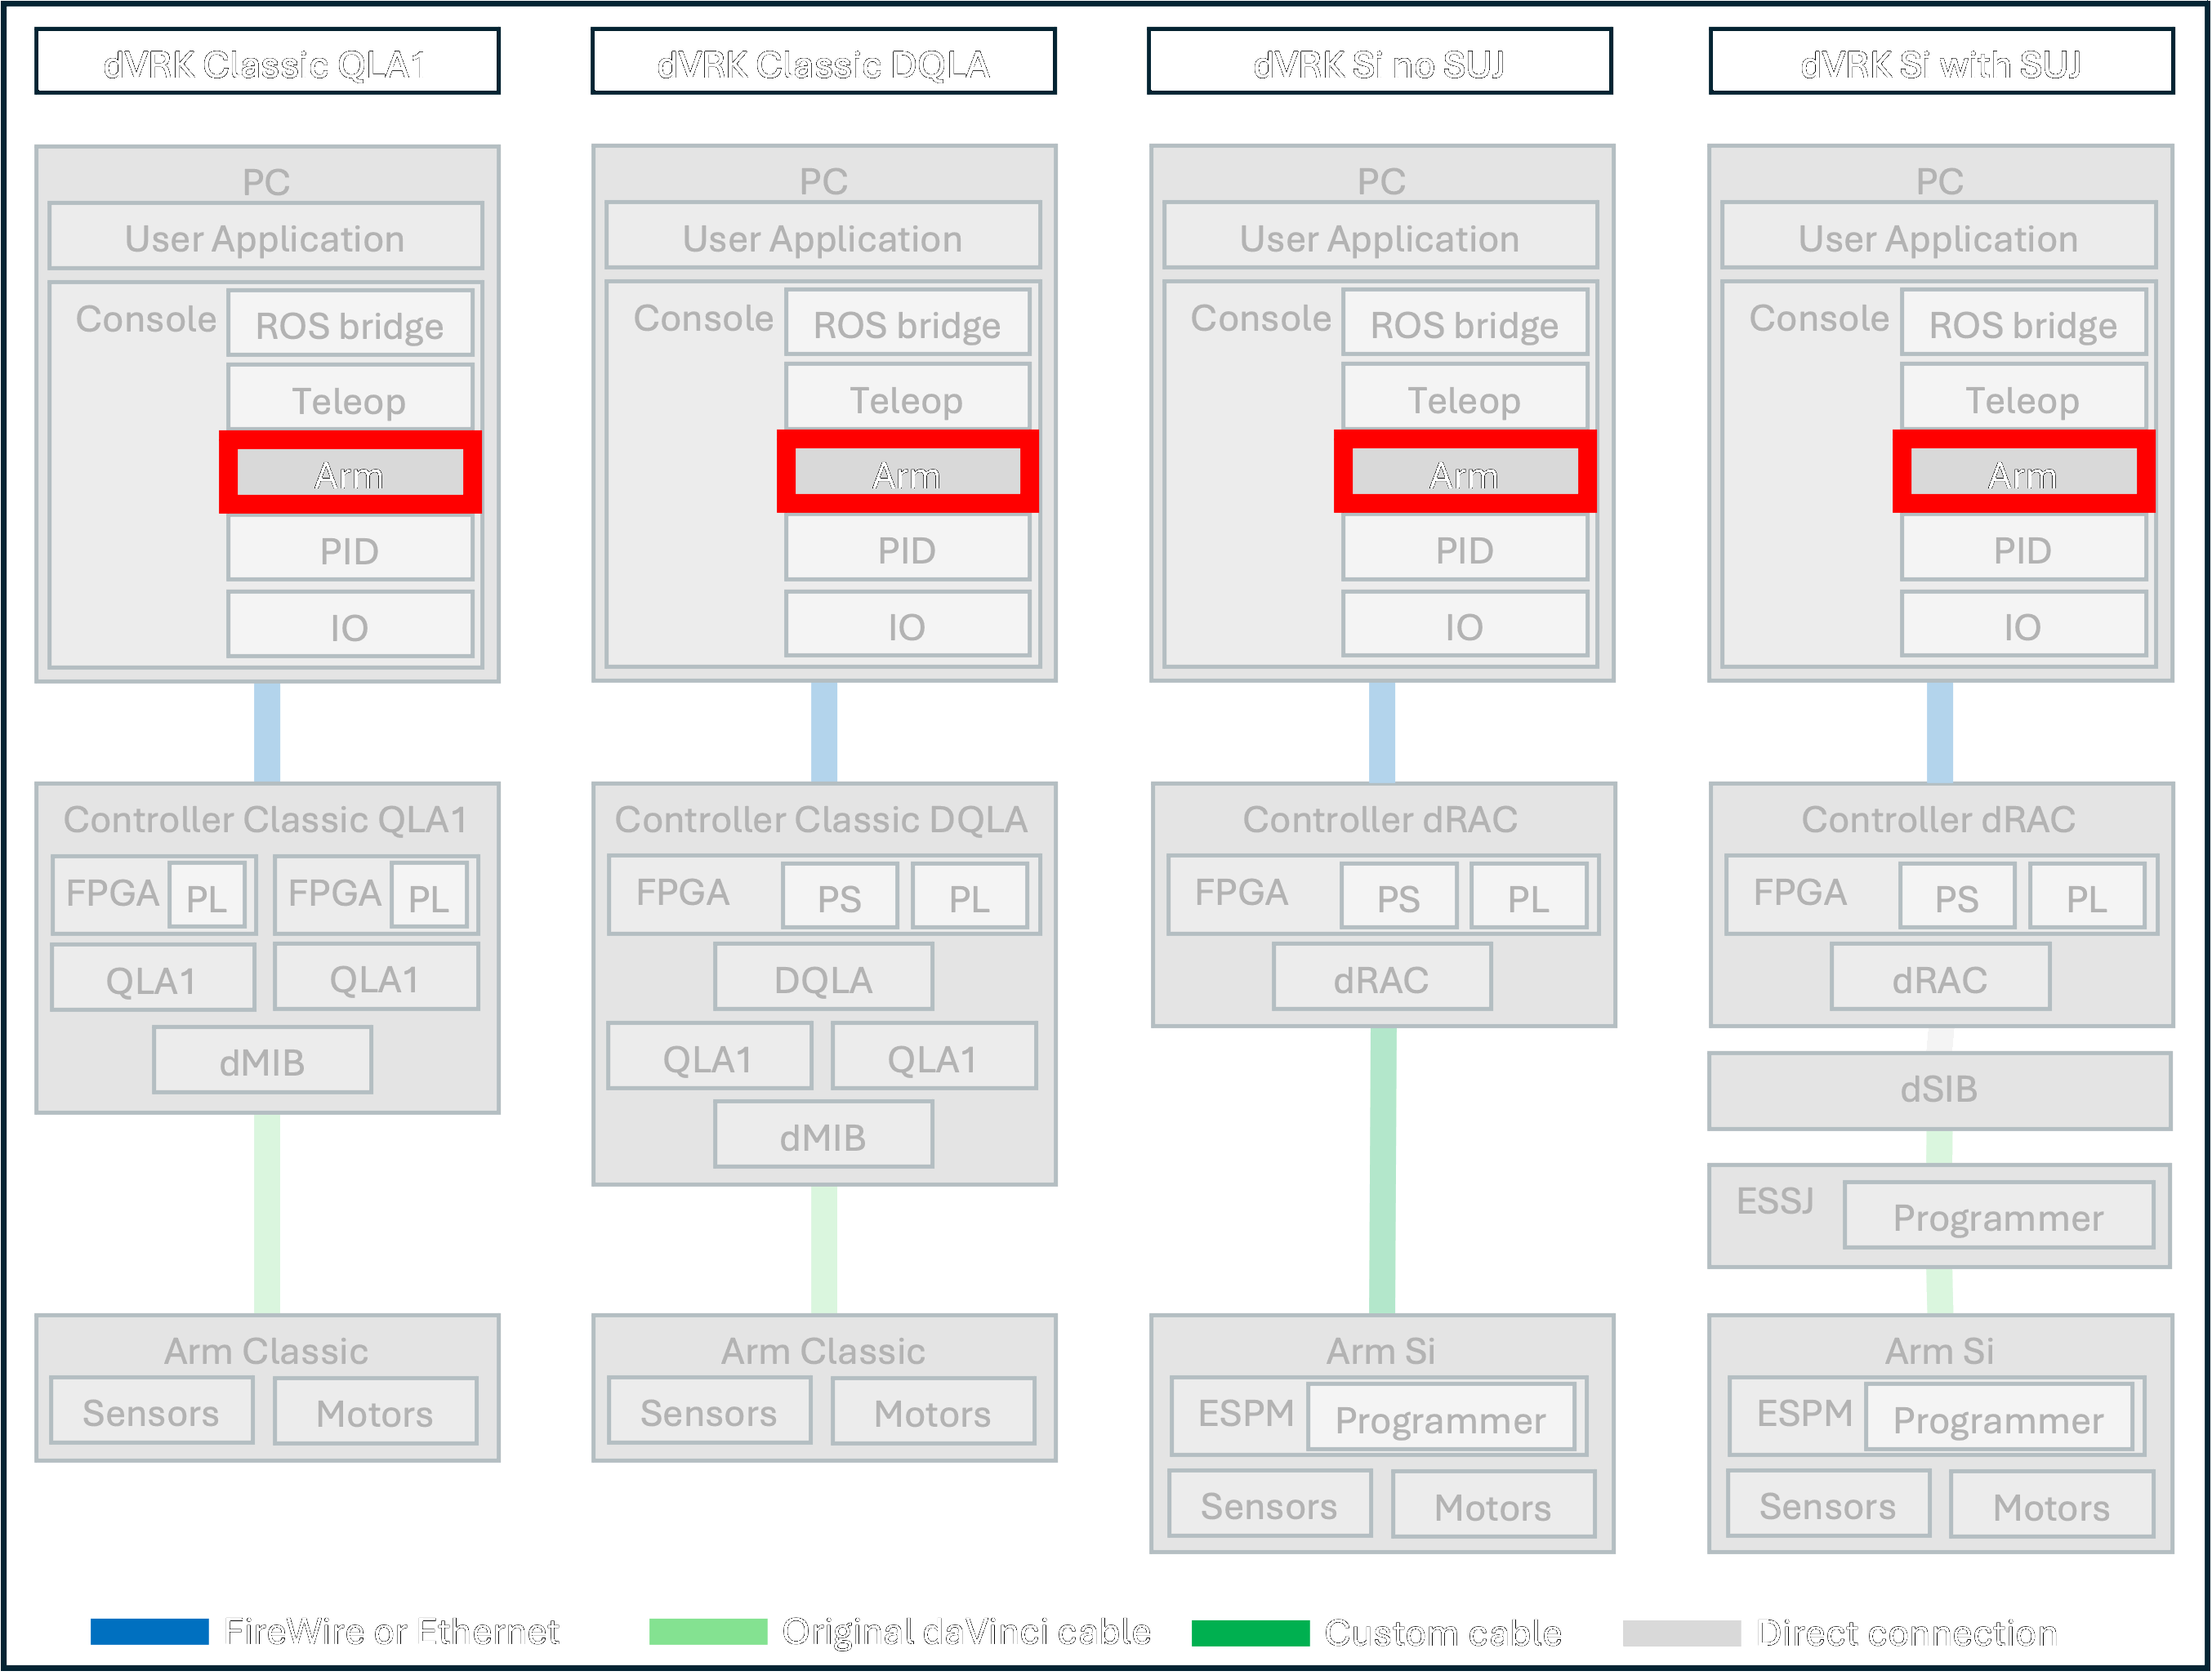 dVRK Classic QLA1
dVRK Classic DQLA
dVRK Si no SUJ
dVRK Si with SUJ
PC
User Application
Console
ROS bridge
Teleop
Arm
PID
IO
PC
User Application
Console
ROS bridge
Teleop
Arm
PID
IO
PC
User Application
Console
ROS bridge
Teleop
Arm
PID
IO
PC
User Application
Console
ROS bridge
Teleop
Arm
PID
IO
Controller Classic QLA1
FPGA
PL
FPGA
PL
QLA1
QLA1
dMIB
Controller Classic DQLA
FPGA
PS
PL
DQLA
QLA1
QLA1
dMIB
Controller dRAC
FPGA
PS
PL
dRAC
Controller dRAC
FPGA
PS
PL
dRAC
dSIB
ESSJ
Programmer
Arm Classic
Sensors
Motors
Arm Classic
Sensors
Motors
Arm Si
ESPM
Programmer
Sensors
Motors
Arm Si
ESPM
Programmer
Sensors
Motors
FireWire or Ethernet
Original daVinci cable
Custom cable
Direct connection